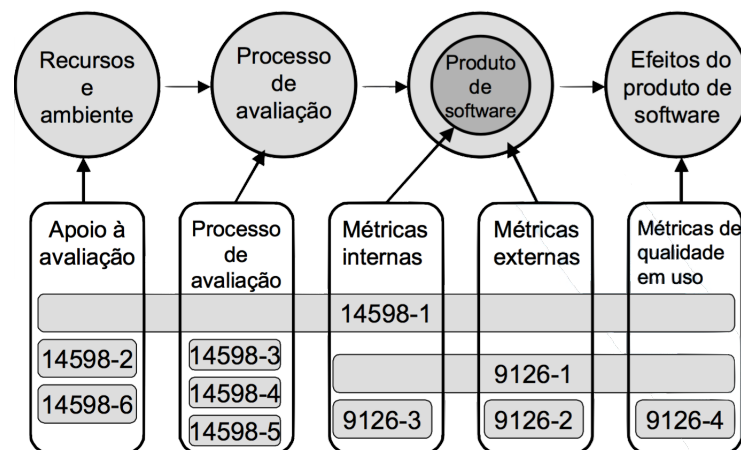 Recursos
e
ambiente
Processo
de
avaliação
Produto
de
software
Efeitos do
produto de
software
Apoio à
avaliação
Processo
de
avaliação
Métricas
internas
Métricas
externas
Métricas de
qualidade
em uso
14598-1
14598-2
14598-6
14598-3
14598-4
14598-5
9126-1
9126-3
9126-2
9126-4